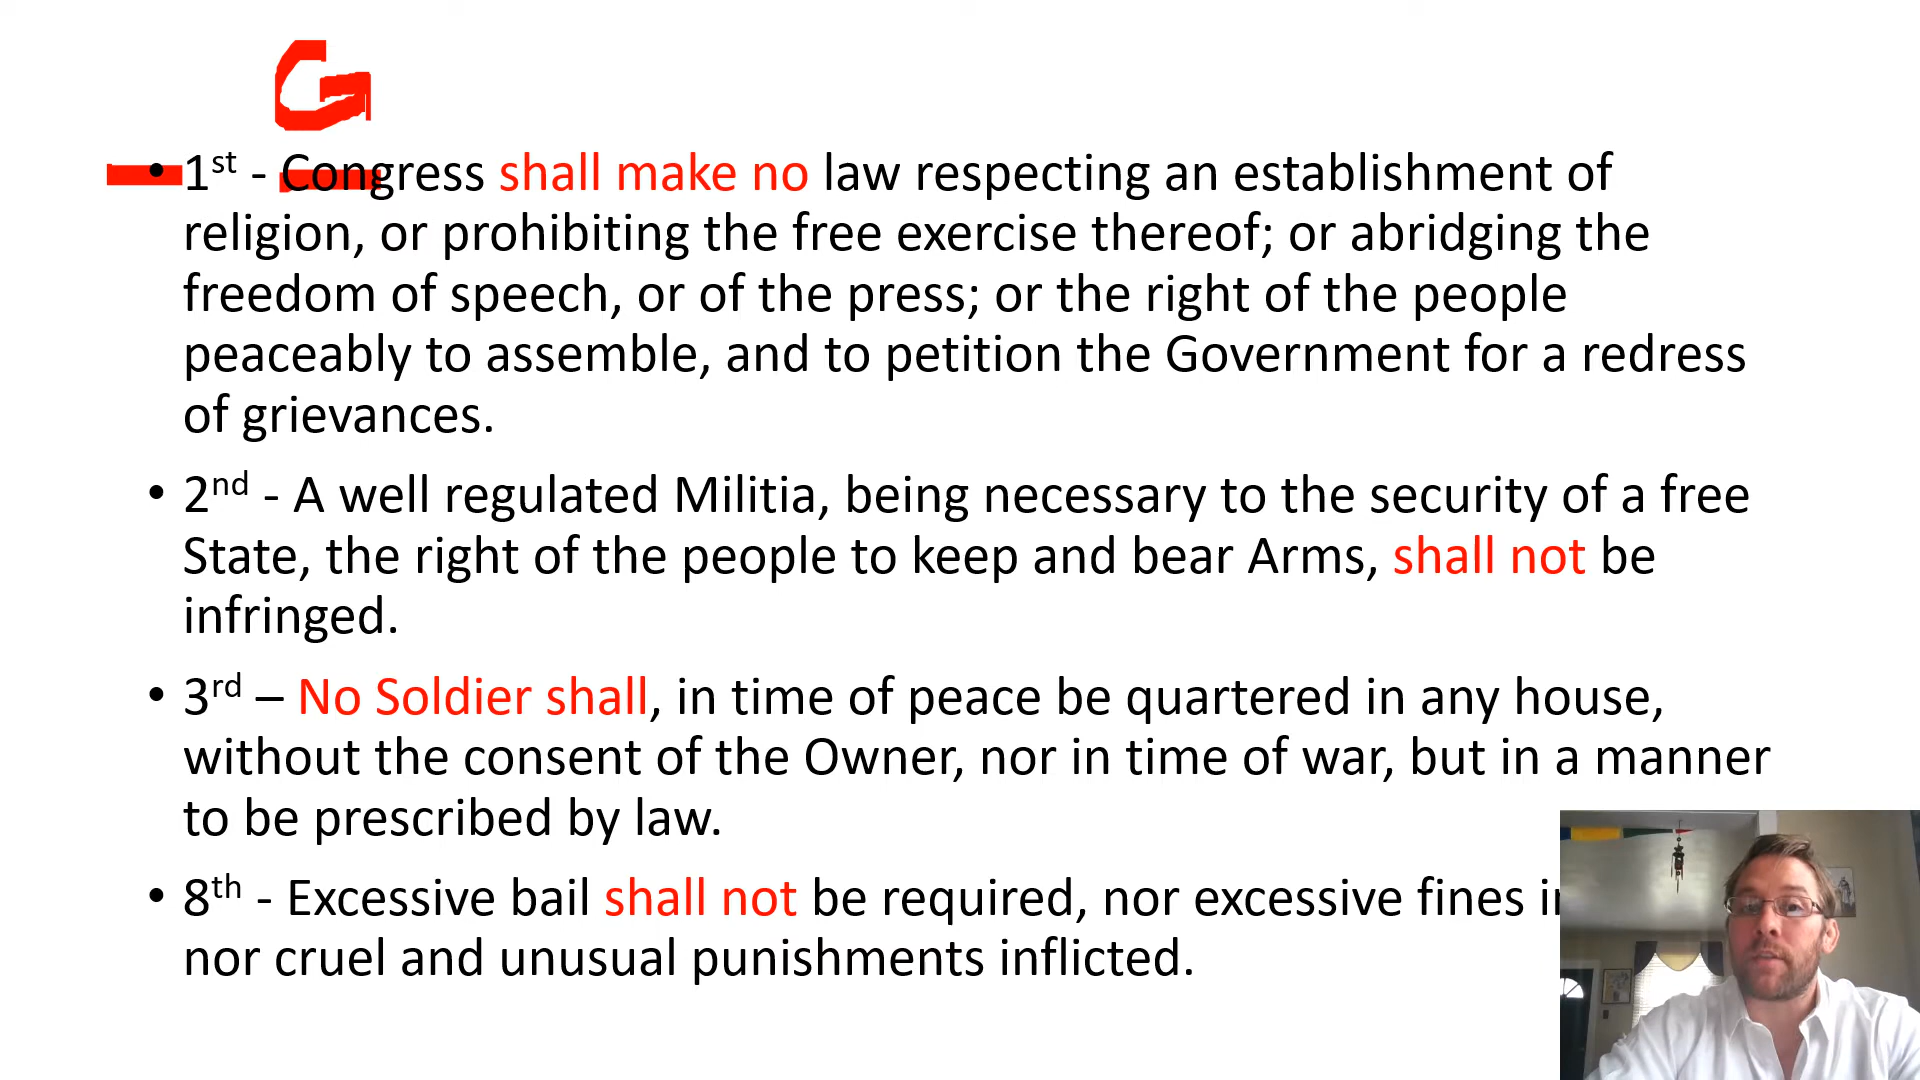 G
• 1st - Congress shall make no law respecting an establishment of
religion, or prohibiting the free exercise thereof; or abridging the
freedom of speech, or of the press; or the right of the people
peaceably to assemble, and to petition the Government for a redress
of grievances.
• 2nd - A well regulated Militia, being necessary to the security of a free
State, the right of the people to keep and bear Arms, shall not be
infringed.
• 3rd – No Soldier shall, in time of peace be quartered in any house,
without the consent of the Owner, nor in time of war, but in a manner
to be prescribed by law.
• 8th - Excessive bail shall not be required, nor excessive fines
nor cruel and unusual punishments inflicted.